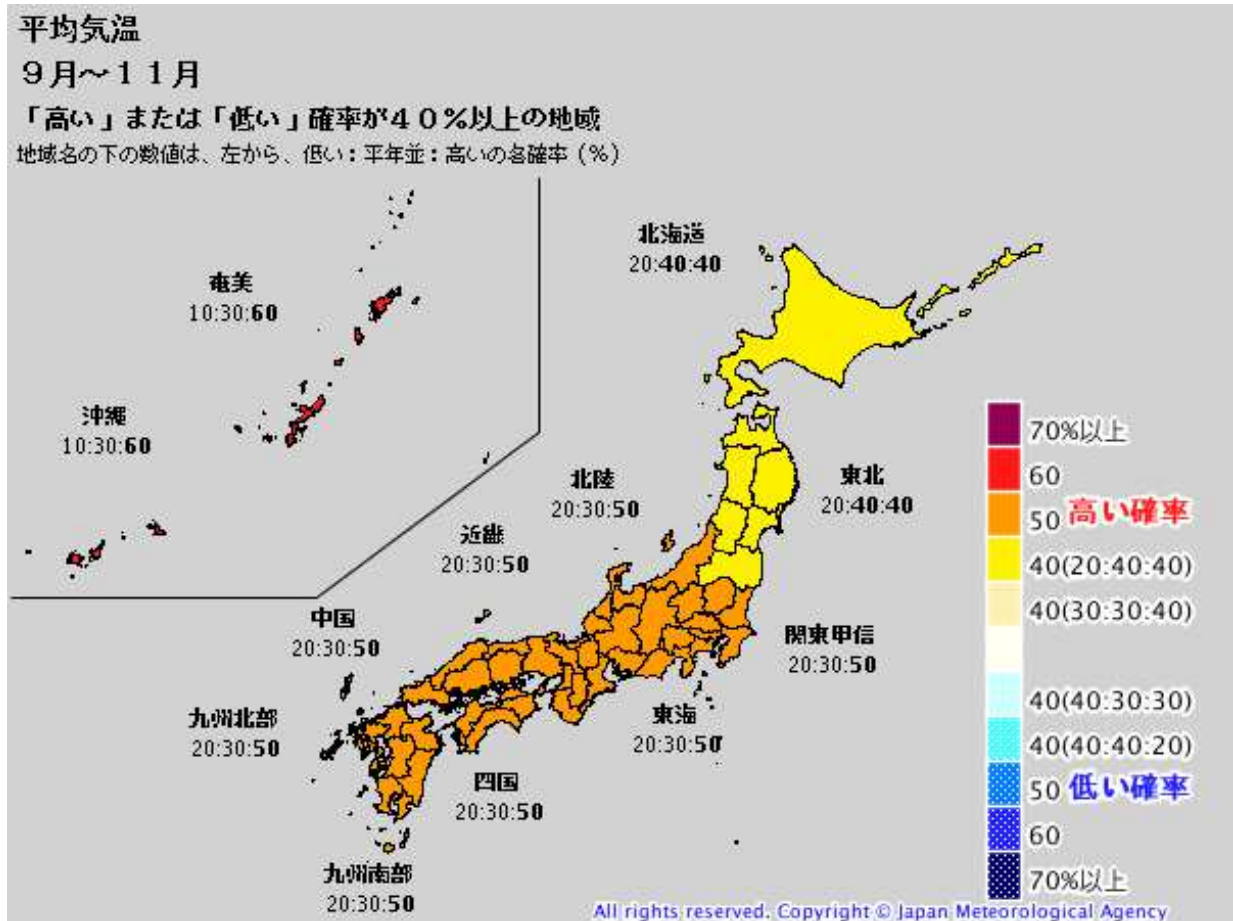 平均気温
９月～１１月
「高い」または「低い」確率が４０％以上の地域
地域名の下の数値は、左から、低い：平年並：高いの各確率（％）
北海道
20:40:40
奄美
10:30:60
沖縄
10:30:60
東北
20:40:40
北陸
20:30:50
近畿
20:30:50
中国
20:30:50
関東甲信
20:30:50
九州北部
20:30:50
東海
20:30:50
四国
20:30:50
九州南部
20:30:50
70%以上
60
50 高い確率
40(20:40:40)
40(30:30:40)
40(40:30:30)
40(40:40:20)
50 低い確率
60
70%以上
All rights reserved. Copyright © Japan Meteorological Agency